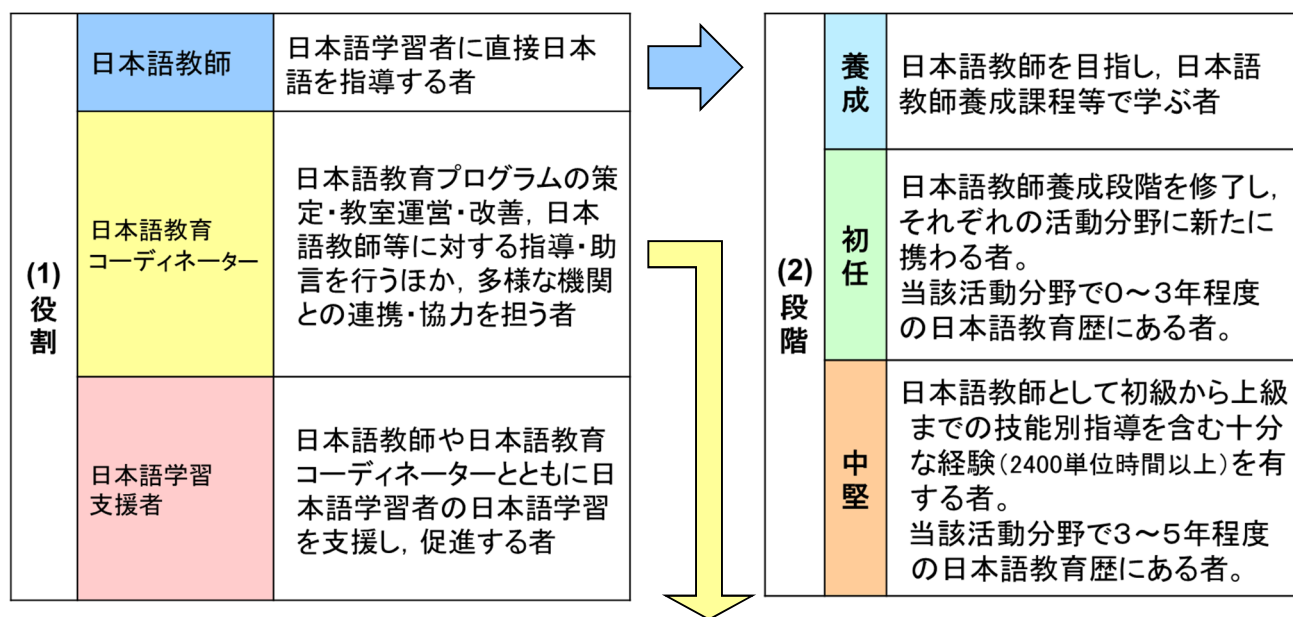 (1)
役
割
日本語教師
日本語学習者に直接日本
語を指導する者
日本語教育
コーディネーター
日本語教育プログラムの策
定・教室運営・改善,日本
語教師等に対する指導・助
言を行うほか,多様な機関
との連携・協力を担う者
日本語学習
支援者
日本語教師や日本語教育
コーディネーターとともに日
本語学習者の日本語学習
を支援し,促進する者
(2)
段
階
養
成
日本語教師を目指し,日本語
教師養成課程等で学ぶ者
初
任
日本語教師養成段階を修了し,
それぞれの活動分野に新たに
携わる者。
当該活動分野で0~3年程度
の日本語教育歴にある者。
中
堅
日本語教師として初級から上級
までの技能別指導を含む十分
な経験(2400単位時間以上)を有
する者。
当該活動分野で3~5年程度
の日本語教育歴にある者。